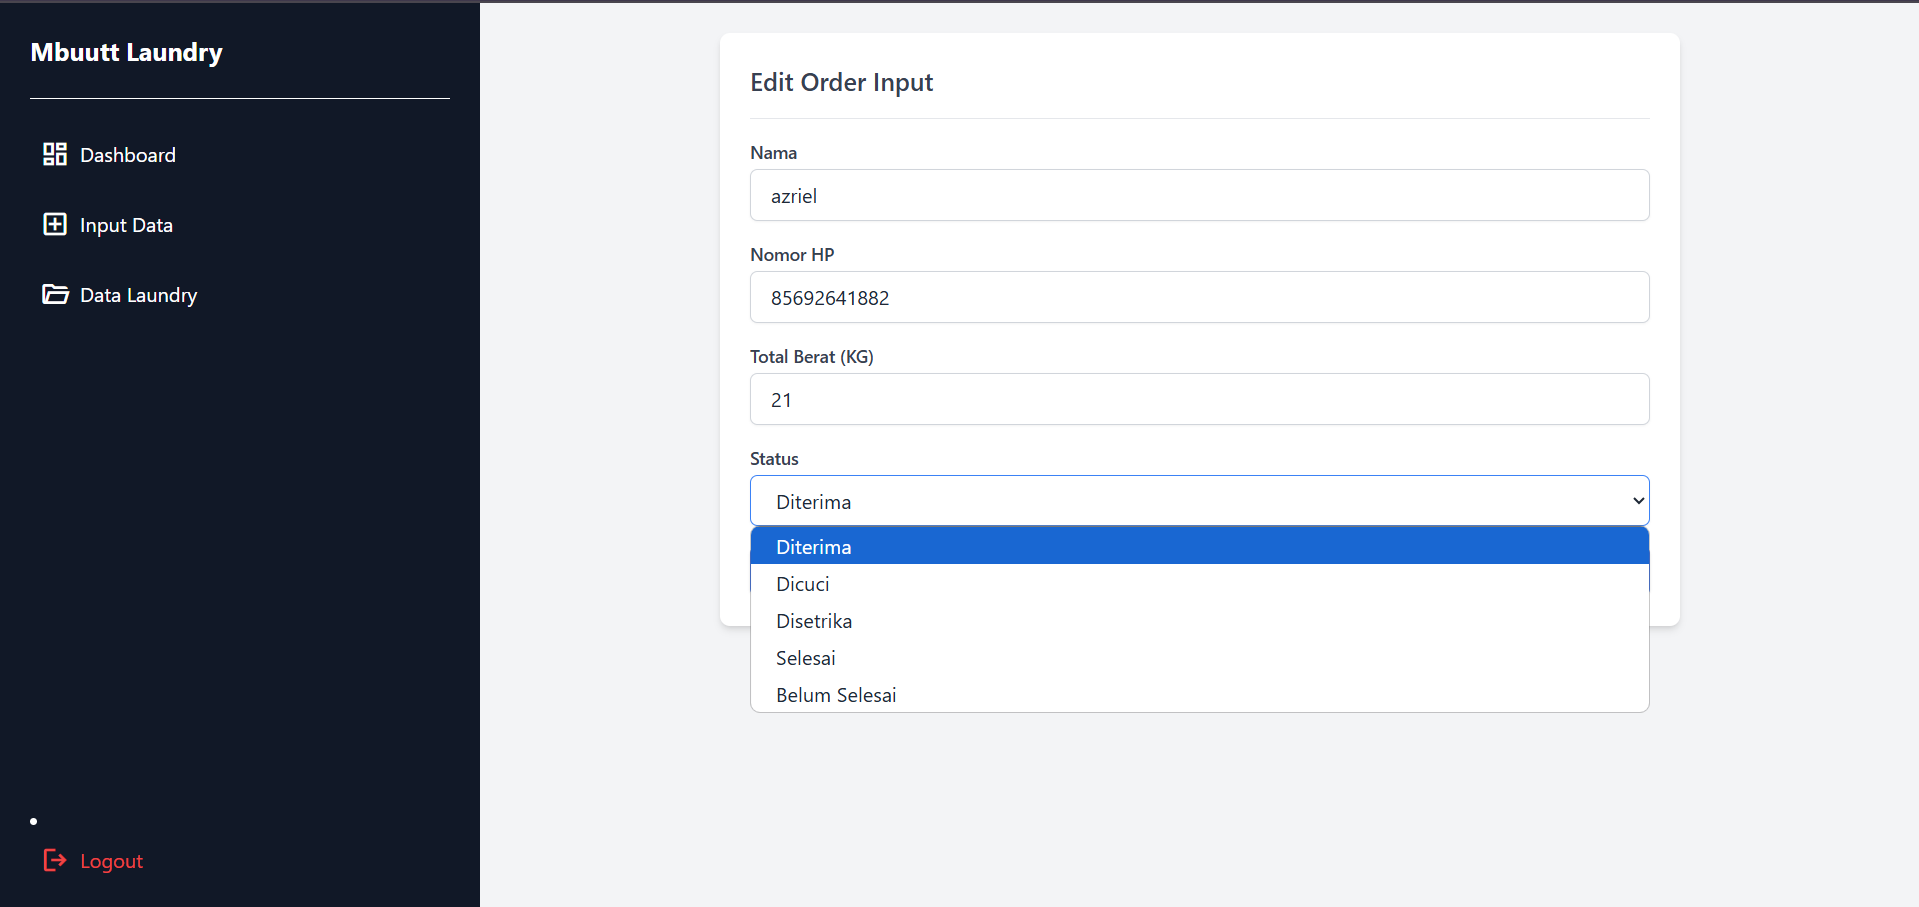 Mbuutt Laundry
Dashboard
Input Data
Data Laundry
Logout
Edit Order Input
Nama
azriel
Nomor HP
85692641882
Total Berat (KG)
21
Status
Diterima
Diterima
Dicuci
Disetrika
Selesai
Belum Selesai